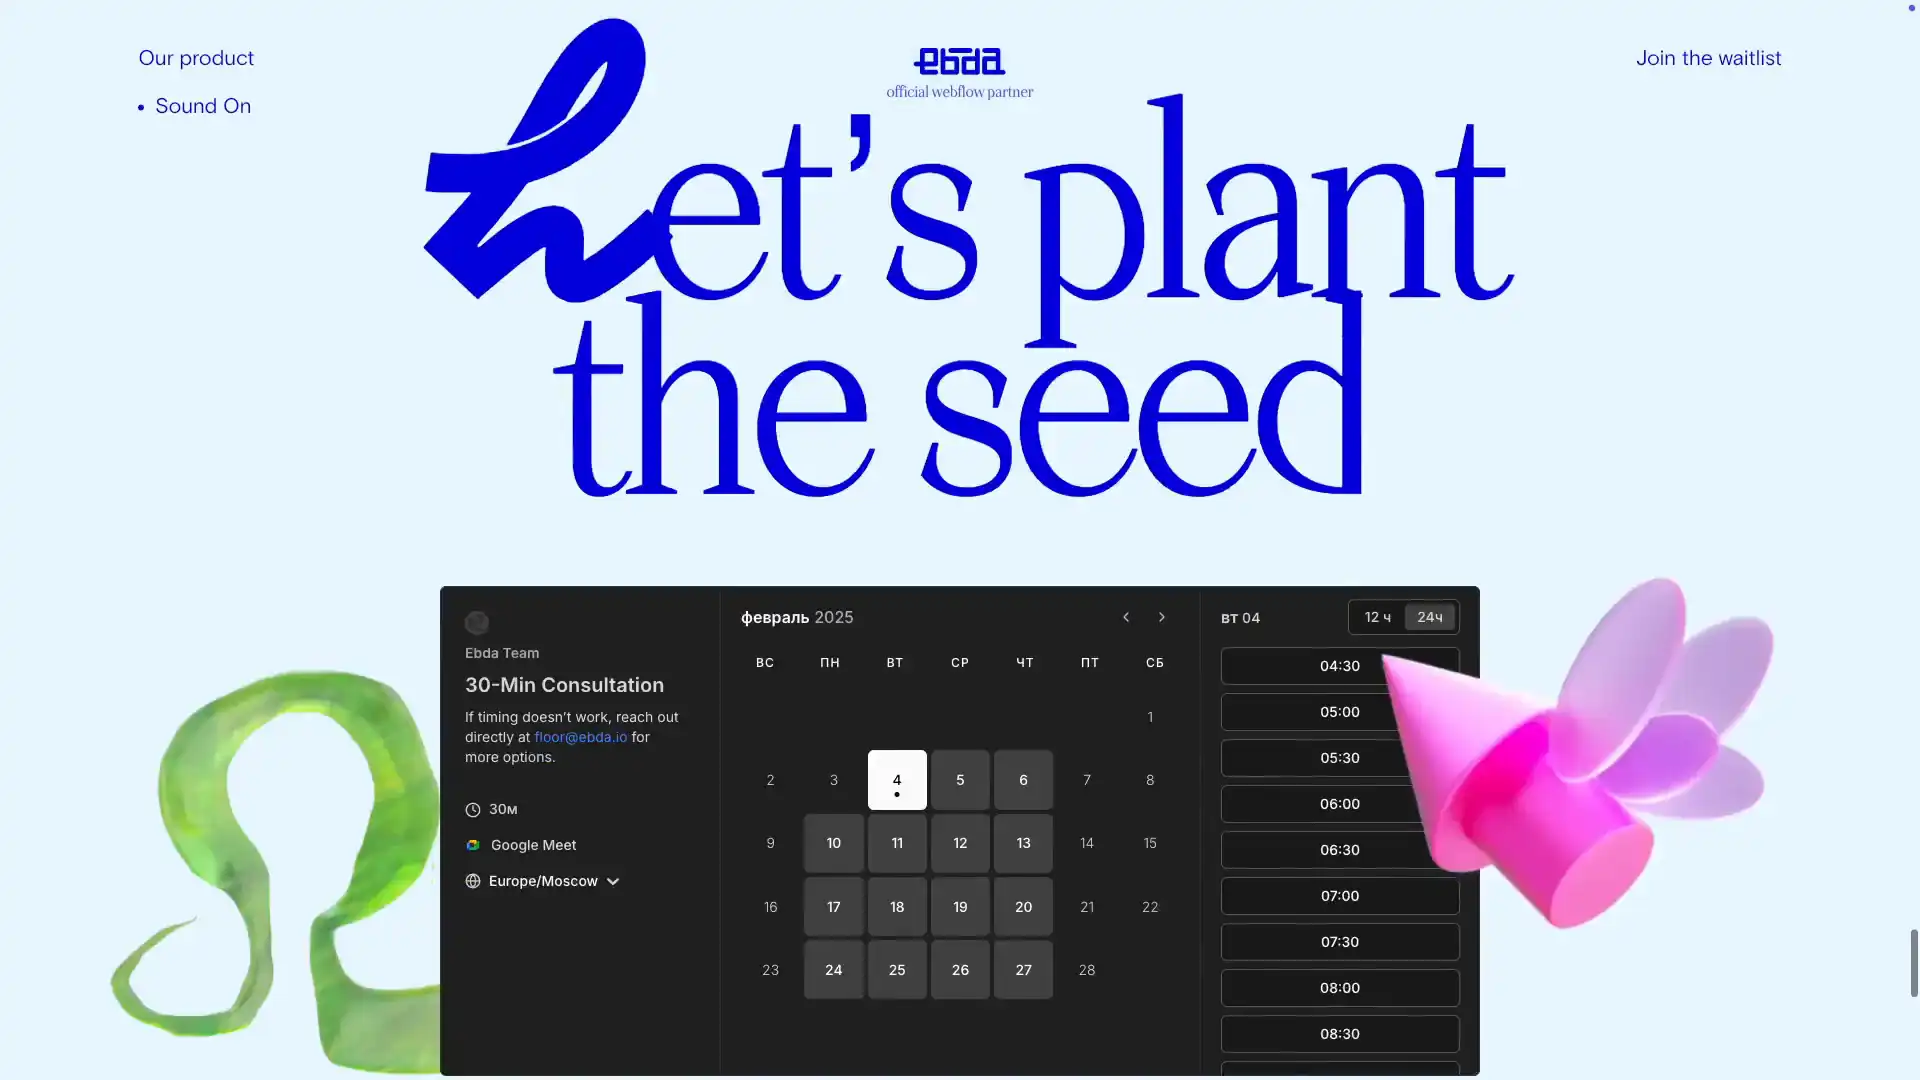 Our product
Sound On
ebda
official webflow partner
Join the waitlist
Let’s plant
the seed
Ebda Team
30-Min Consultation
If timing doesn't work, reach out
directly at floor@ebda.io for
more options.
30м
Google Meet
Europe/Moscow
февраль 2025
ВС ПН ВТ СР ЧТ ПТ СБ
1
2 3 4 5 6 7 8
9 10 11 12 13 14 15
16 17 18 19 20 21 22
23 24 25 26 27 28
вт 04
12 ч 24ч
04:30
05:00
05:30
06:00
06:30
07:00
07:30
08:00
08:30